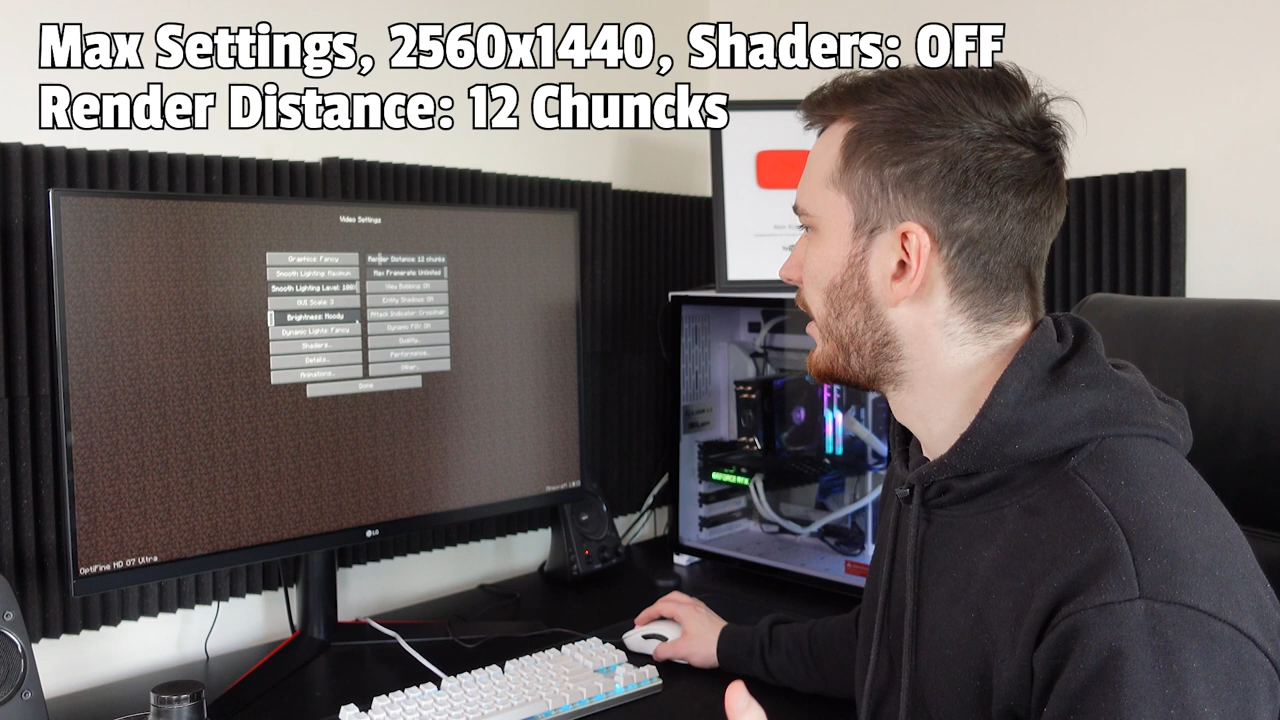 Max Settings, 2560x1440, Shaders: OFF
Render Distance: 12 Chuncks
Video Settings
Graphics: Fancy
Render Distance: 12 chunks
Smooth Lighting: Maximum
Max Framerate: Unlimited
Smooth Lighting Level: 100%
View Bobbing: ON
GUI Scale: 3
Entity Shadows: ON
Brightness: Moody
Attack Indicator: Crosshair
Dynamic Lights: Fancy
Dynamic FOV: ON
Shaders...
Quality...
Details...
Performance...
Animations...
Other...
Done
OptiFine HD
Ultra
LG
GEFORCE RTX